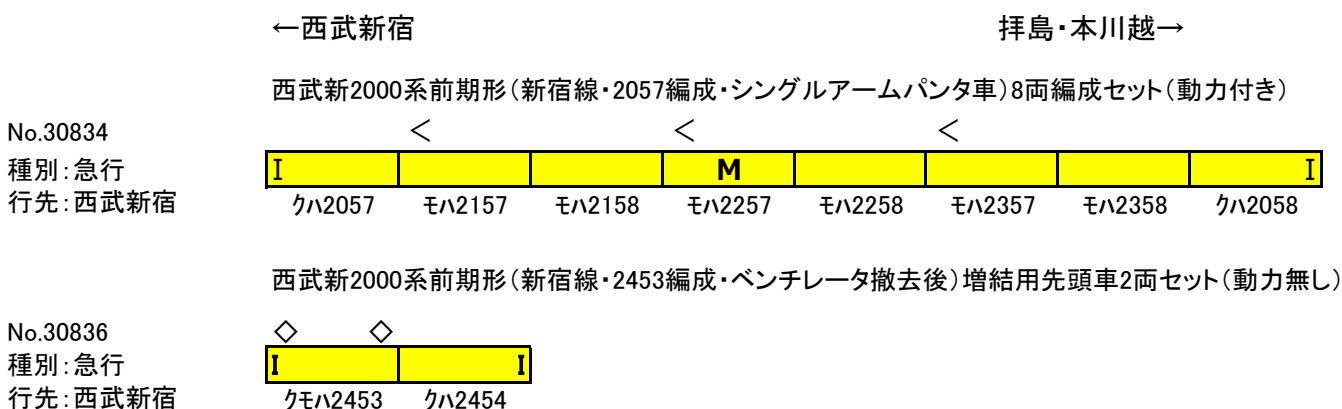 ←西武新宿 拝島・本川越→
西武新2000系前期形（新宿線・2057編成・シングルアームパンタ車）8両編成セット（動力付き）
No.30834 < < <
種別：急行 I M I
行先：西武新宿 ｸﾊ2057 ﾓﾊ2157 ﾓﾊ2158 ﾓﾊ2257 ﾓﾊ2258 ﾓﾊ2357 ﾓﾊ2358 ｸﾊ2058
西武新2000系前期形（新宿線・2453編成・ベンチレータ撤去後）増結用先頭車2両セット（動力無し）
No.30836 ◇ ◇
種別：急行 I I
行先：西武新宿 ｸﾓﾊ2453 ｸﾊ2454